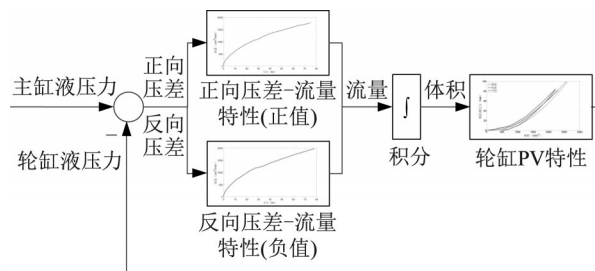 主缸液压力
轮缸液压力
正向
压差
反向
压差
正向压差-流量
特性(正值)
反向压差-流量
特性(负值)
流量
∫
积分
体积
轮缸PV特性